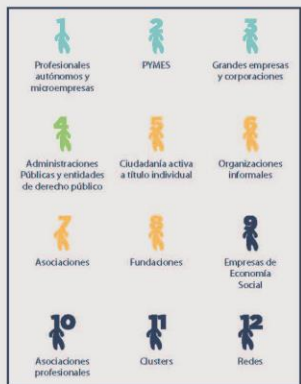 1
Profesionales
autónomos y
microempresas
2
PYMES
3
Grandes empresas
y corporaciones
4
Administraciones
Públicas y entidades
de derecho público
5
Ciudadanía activa
a título individual
6
Organizaciones
informales
7
Asociaciones
8
Fundaciones
9
Empresas de
Economía
Social
10
Asociaciones
profesionales
11
Clusters
12
Redes